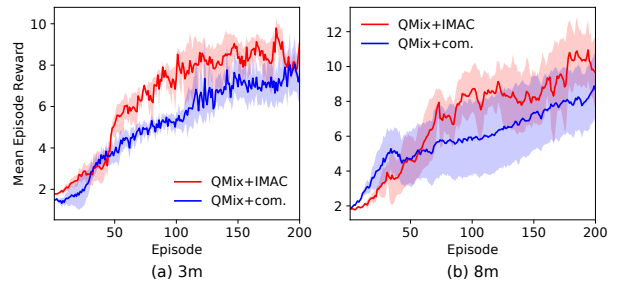 10
8
6
4
2
Mean Episode Reward
QMix+IMAC
QMix+com.
50
100
150
200
Episode
(a) 3m
12
10
8
6
4
2
QMix+IMAC
QMix+com.
50
100
150
200
Episode
(b) 8m